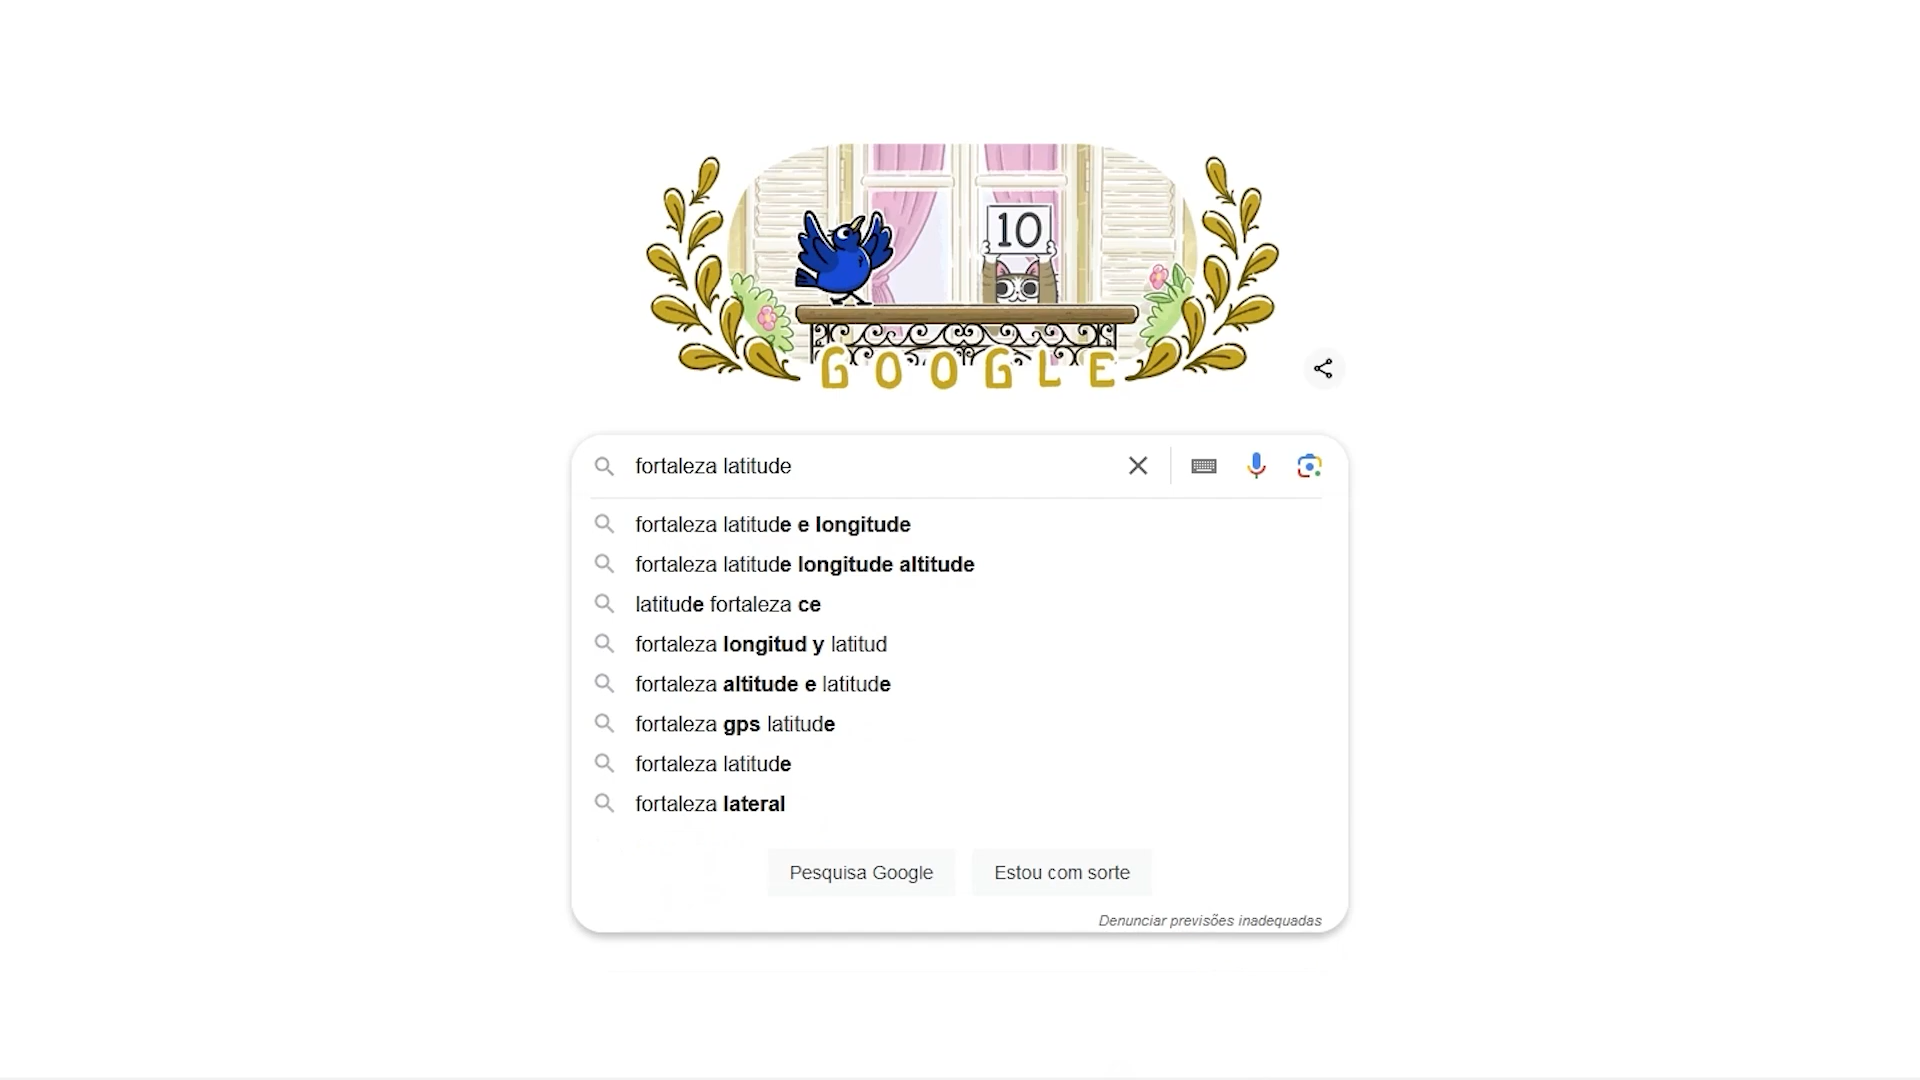 10
GOOGLE
fortaleza latitude
fortaleza latitude e longitude
fortaleza latitude longitude altitude
latitude fortaleza ce
fortaleza longitud y latitud
fortaleza altitude e latitude
fortaleza gps latitude
fortaleza latitude
fortaleza lateral
Pesquisa Google
Estou com sorte
Denunciar previsões inadequadas